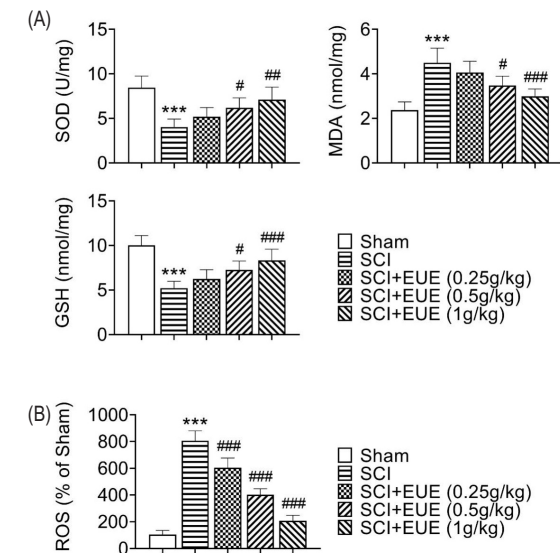 (A)
SOD (U/mg)
15
10
5
0
***
#
##
MDA (nmol/mg)
6
4
2
0
***
#
###
GSH (nmol/mg)
15
10
5
0
***
#
###
Sham
SCI
SCI+EUE (0.25g/kg)
SCI+EUE (0.5g/kg)
SCI+EUE (1g/kg)
(B)
ROS (% of Sham)
1000
800
600
400
200
0
***
###
###
###
Sham
SCI
SCI+EUE (0.25g/kg)
SCI+EUE (0.5g/kg)
SCI+EUE (1g/kg)